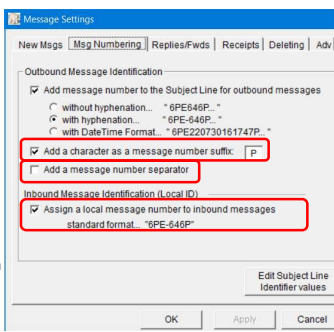 Message Settings
New Msgs Msg Numbering Replies/Fwds Receipts Deleting Adv
Outbound Message Identification
Add message number to the Subject Line for outbound messages
without hyphenation... "6PE646P..."
with hyphenation... "6PE-646P..."
with DateTime Format... "6PE220730161747P..."
Add a character as a message number suffix: P
Add a message number separator
Inbound Message Identification (Local ID)
Assign a local message number to inbound messages
standard format... "6PE-646P"
Edit Subject Line
Identifier values
OK Apply Cancel